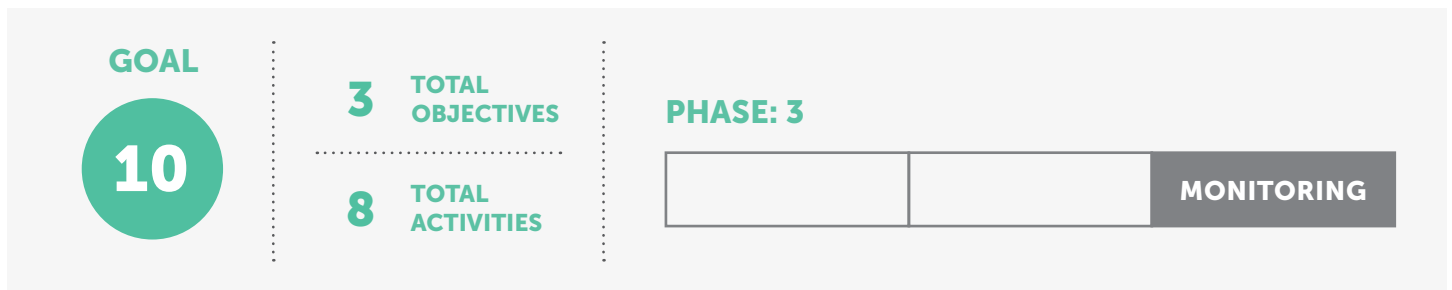 GOAL
10
3
TOTAL
OBJECTIVES
8
TOTAL
ACTIVITIES
PHASE: 3
MONITORING